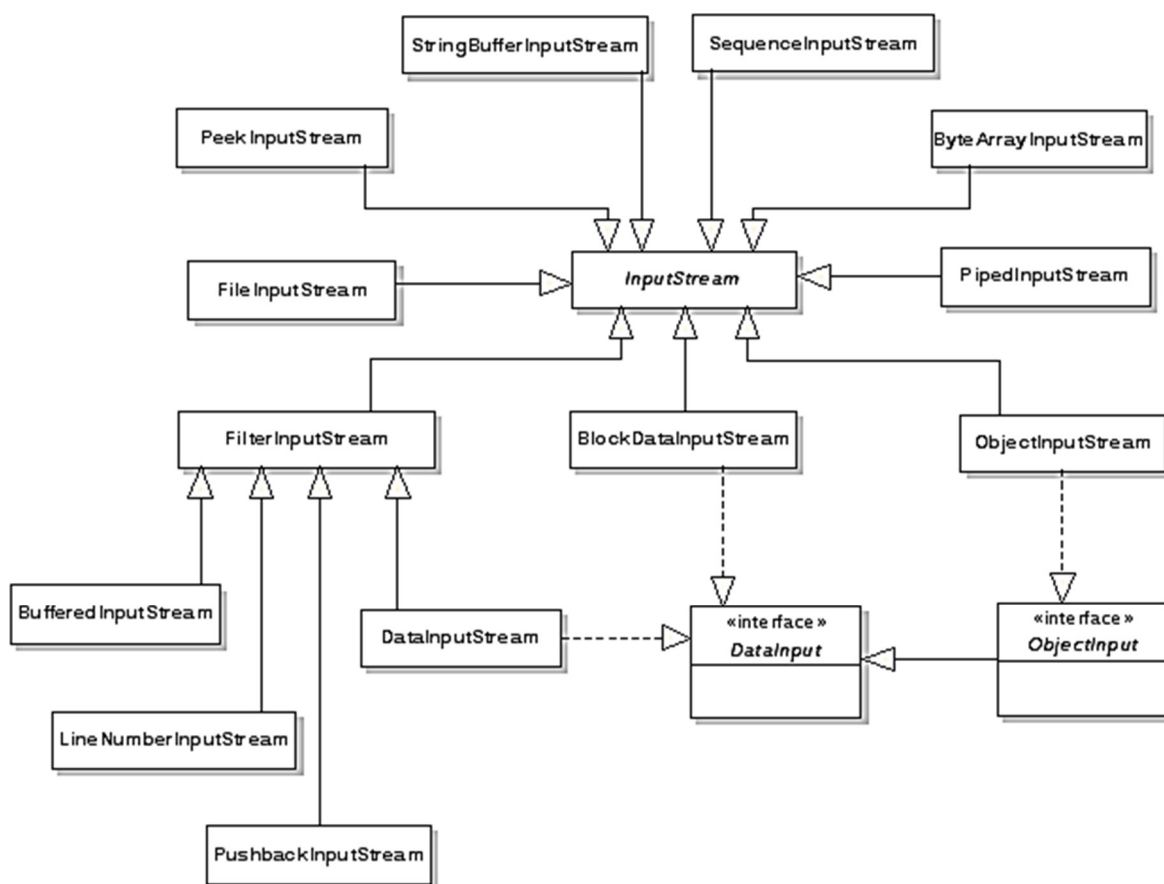 StringBufferInputStream
SequenceInputStream
PeekInputStream
ByteArrayInputStream
InputStream
FileInputStream
PipedInputStream
FilterInputStream
BlockDataInputStream
ObjectInputStream
BufferedInputStream
DataInputStream
«interface»
DataInput
«interface»
ObjectInput
LineNumberInputStream
PushbackInputStream